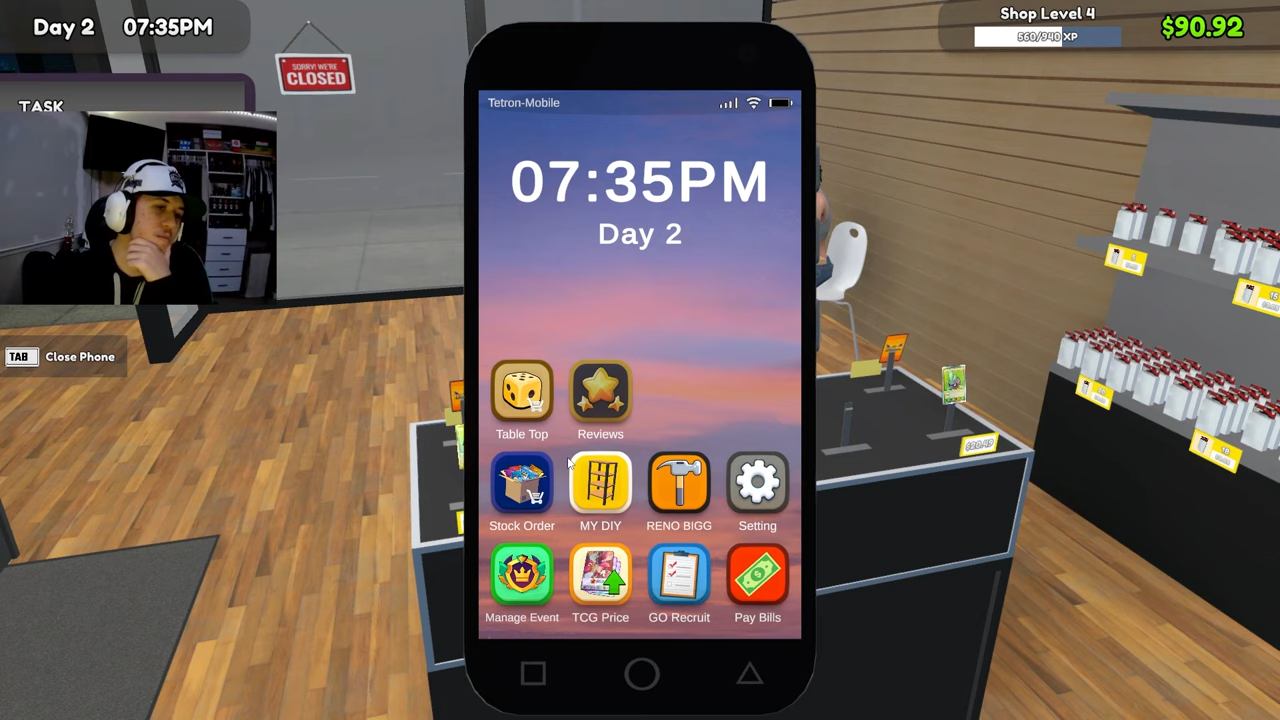 Day 2 07:35PM
SORRY! WE'RE
CLOSED
TASK
TAB Close Phone
Tetron-Mobile
07:35PM
Day 2
Table Top
Reviews
Stock Order
MY DIY
RENO BIGG
Setting
Manage Event
TCG Price
GO Recruit
Pay Bills
Shop Level 4
560/940 XP
$90.92
$20.49